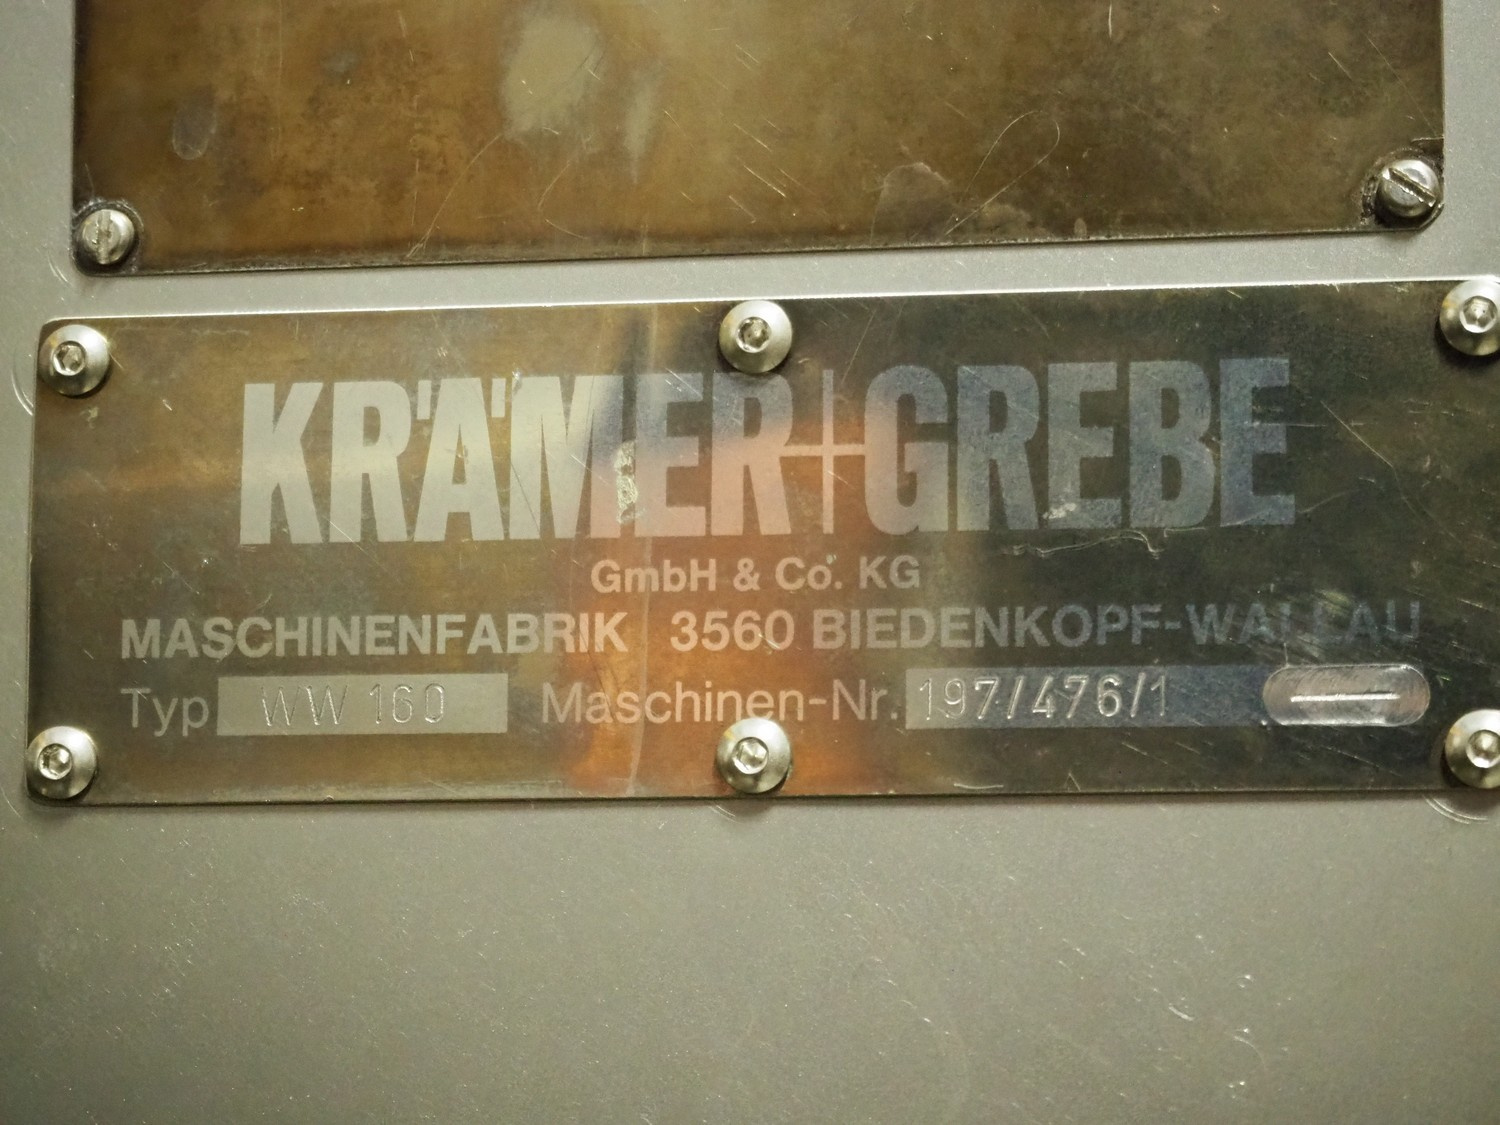 KRÄMER+GREBE
GmbH & Co. KG
MASCHINENFABRIK 3560 BIEDENKOPF-WALLAU
Typ WW 160 Maschinen-Nr. 197/476/1